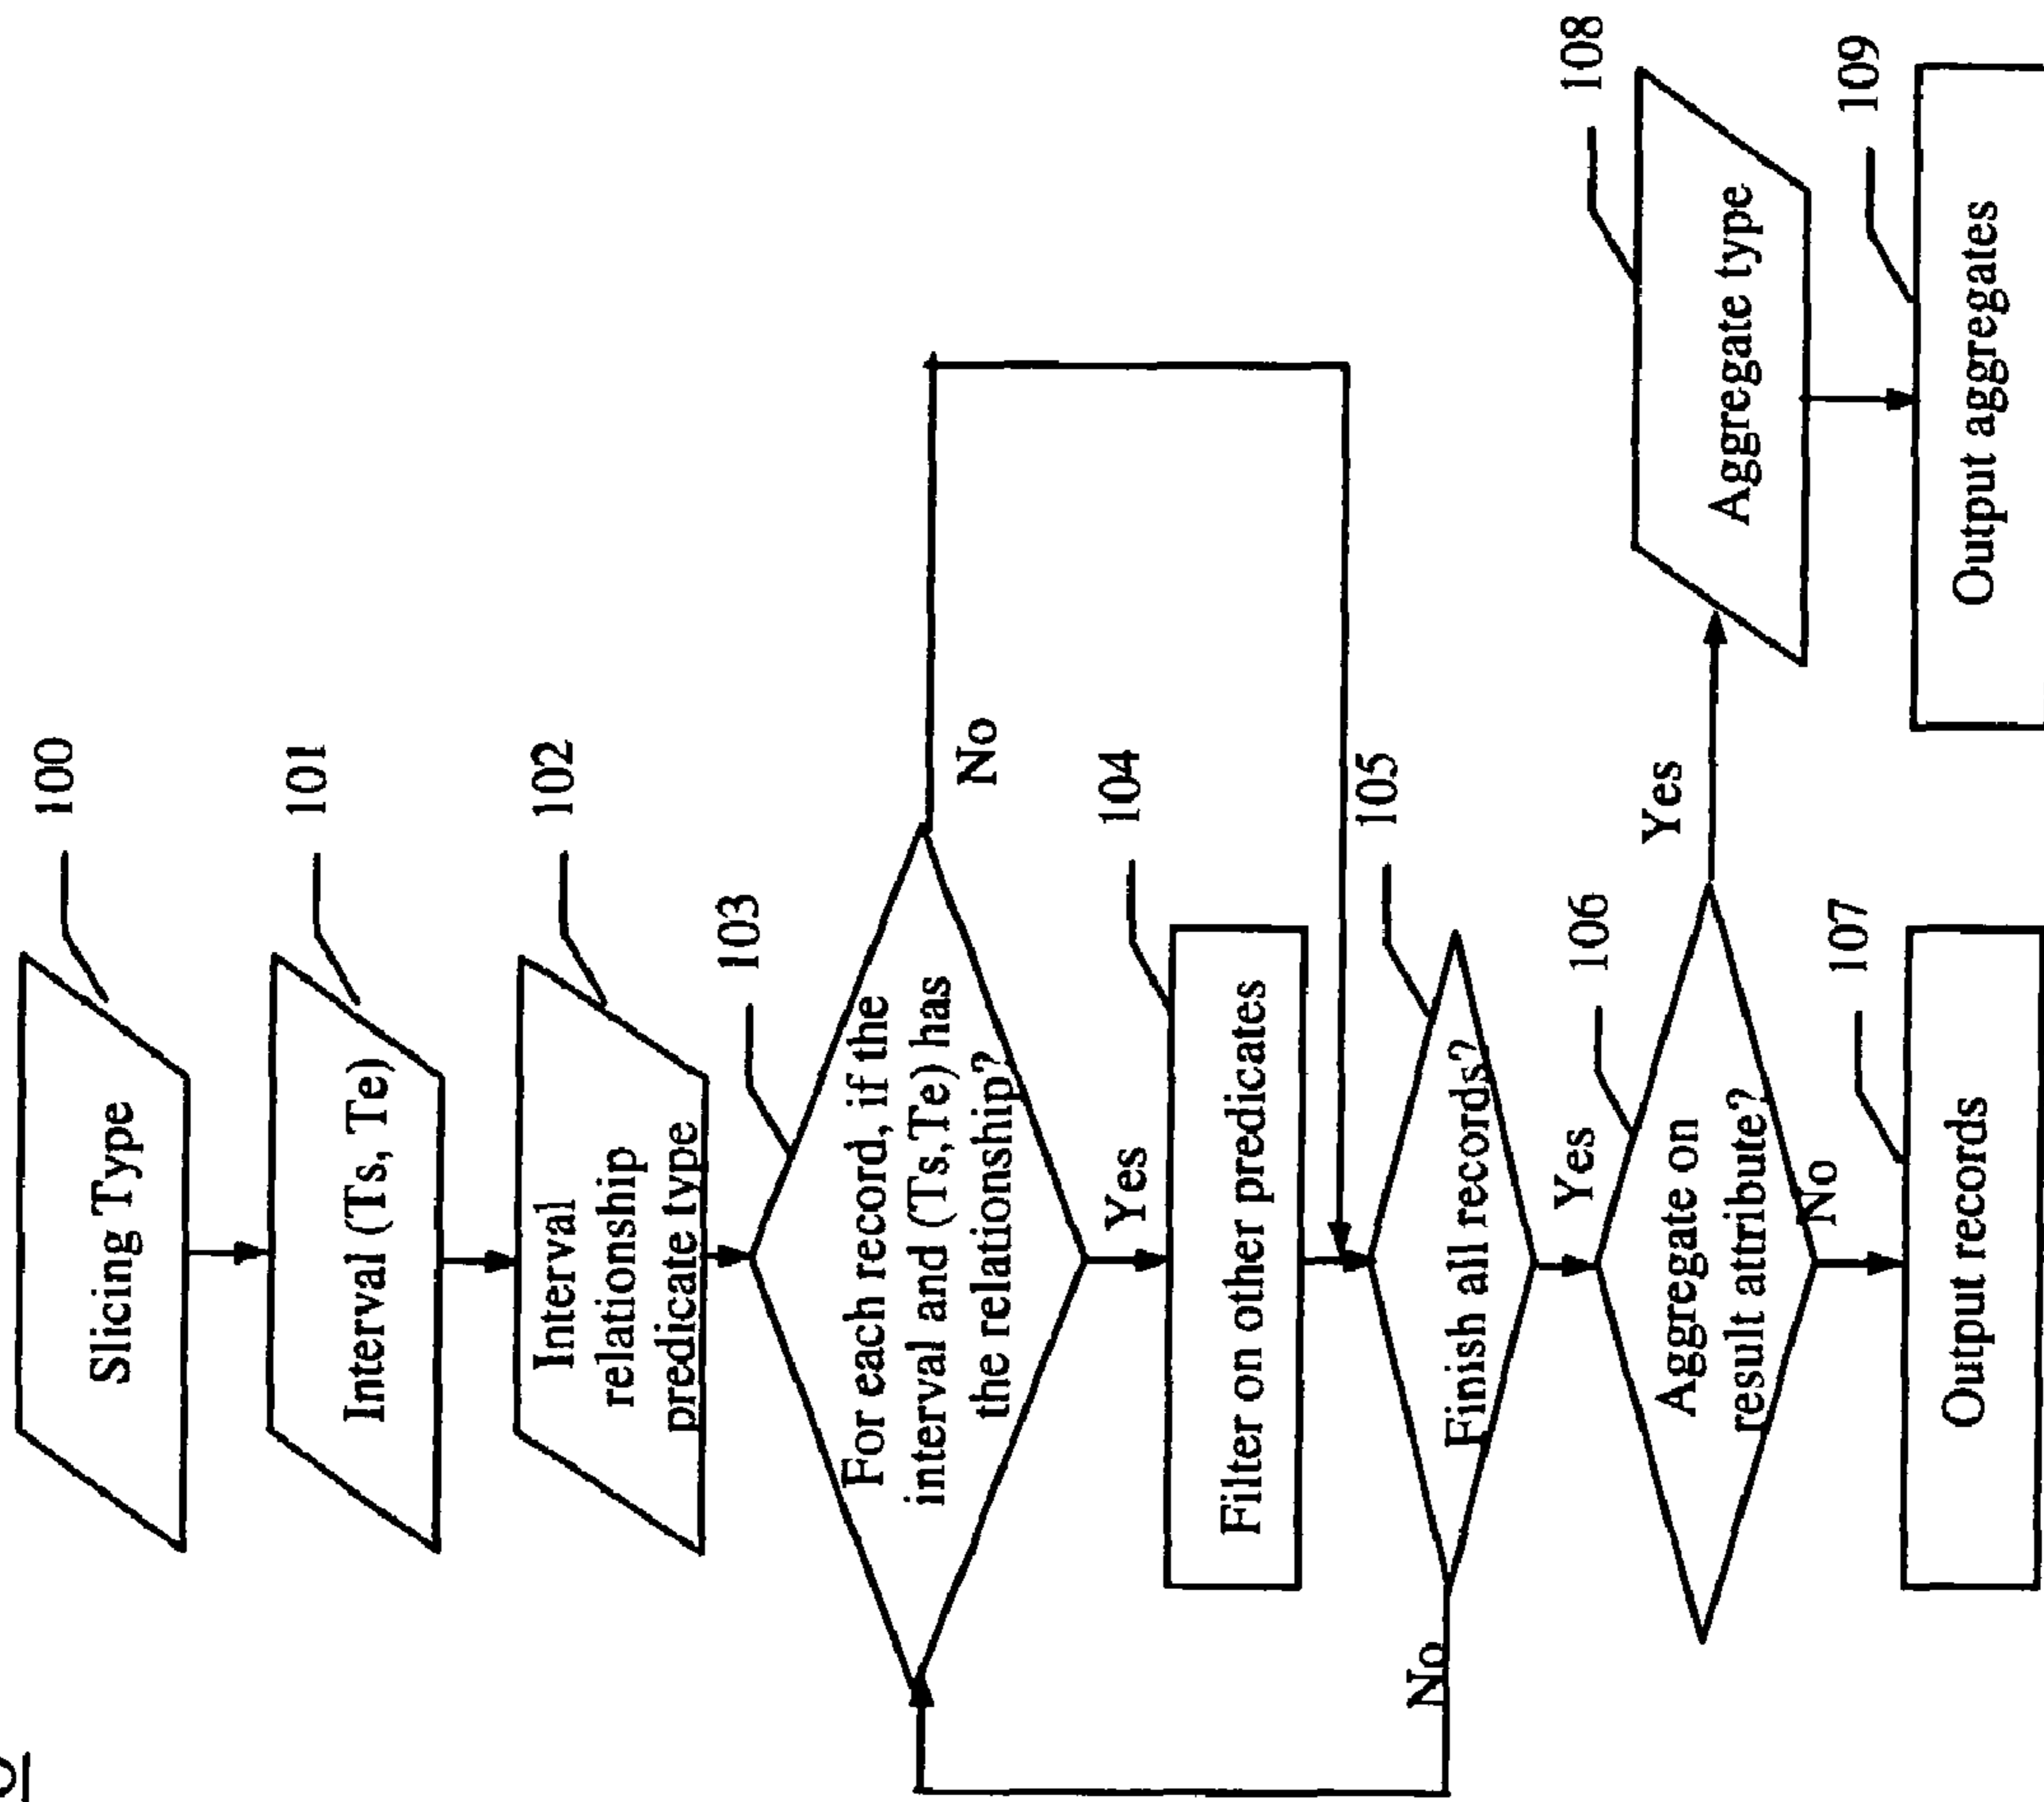 100
Slicing Type
101
Interval (Ts, Te)
102
Interval
relationship
predicate type
103
For each record, if the
interval and (Ts,Te) has
the relationship?
No
Yes
104
Filter on other predicates
105
Finish all records?
No
Yes
106
Aggregate on
result attribute?
Yes
No
108
Aggregate type
107
Output records
109
Output aggregates